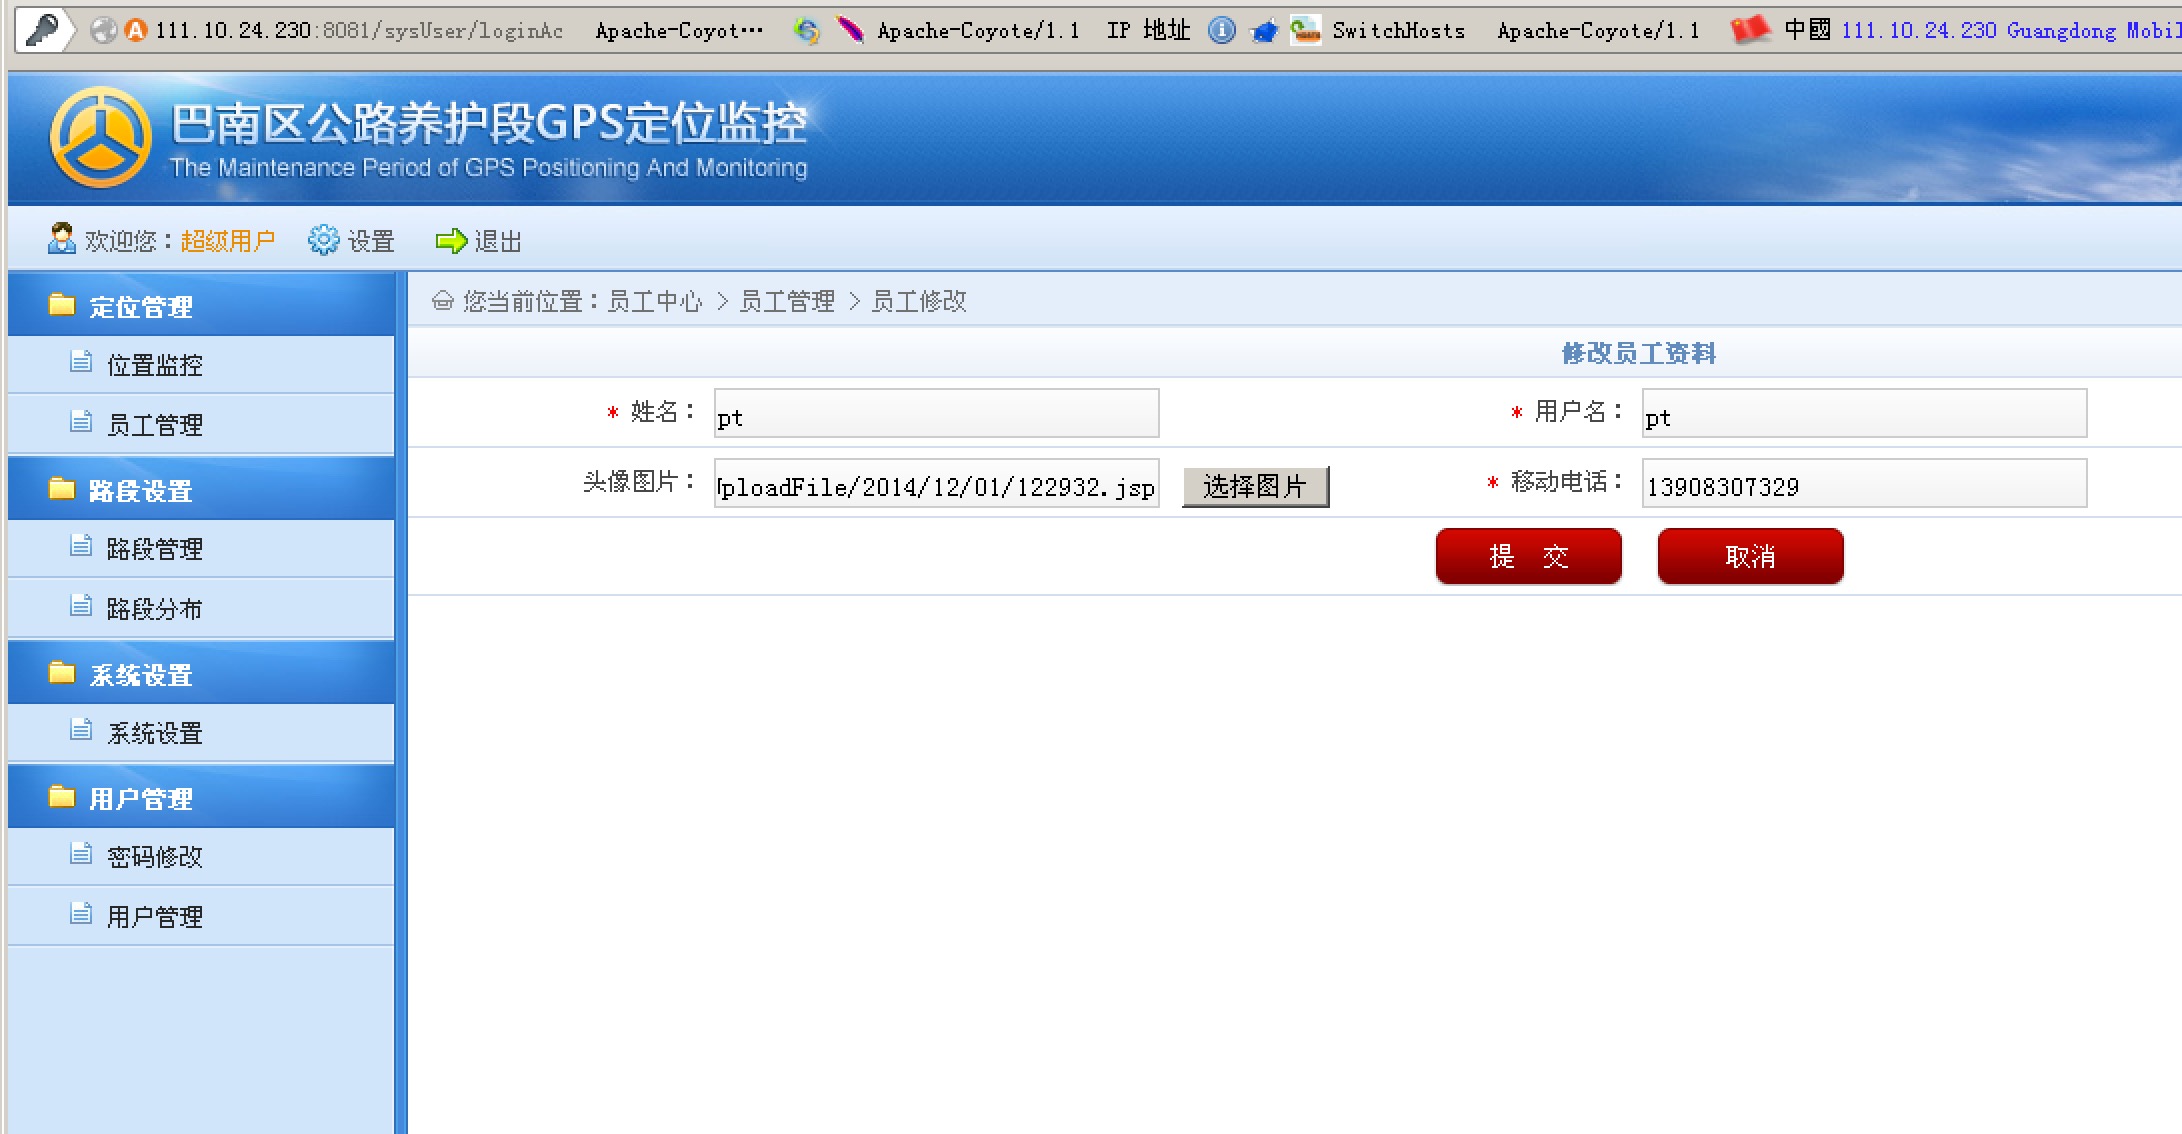 111.10.24.230:8081/sysUser/loginAc Apache-Coyot… Apache-Coyote/1.1 IP 地址 SwitchHosts Apache-Coyote/1.1 中國 111.10.24.230 Guangdong Mobil
巴南区公路养护段GPS定位监控
The Maintenance Period of GPS Positioning And Monitoring
欢迎您：超级用户 设置 退出
定位管理
位置监控
员工管理
路段设置
路段管理
路段分布
系统设置
系统设置
用户管理
密码修改
用户管理
您当前位置：员工中心 > 员工管理 > 员工修改
修改员工资料
* 姓名： pt * 用户名： pt
头像图片： ploadFile/2014/12/01/122932.jsp 选择图片 * 移动电话： 13908307329
提 交 取消